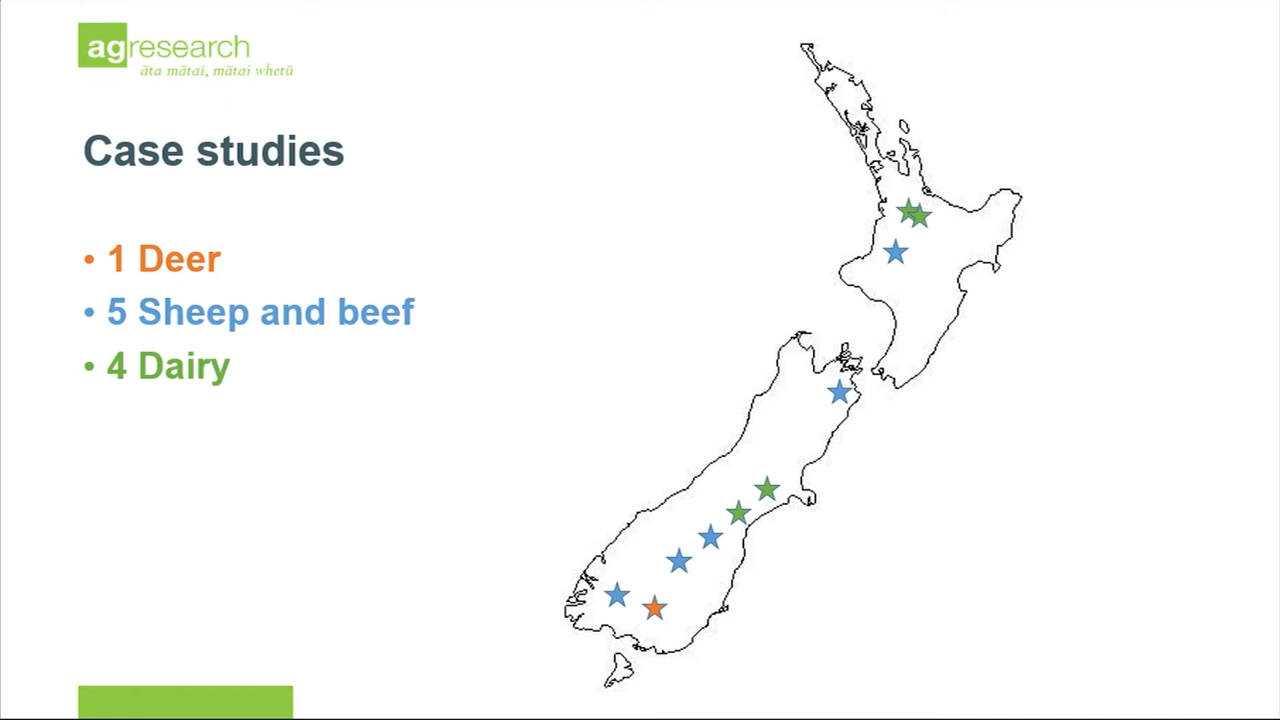 agresearch
āta mātai, mātai whetū
Case studies
• 1 Deer
• 5 Sheep and beef
• 4 Dairy